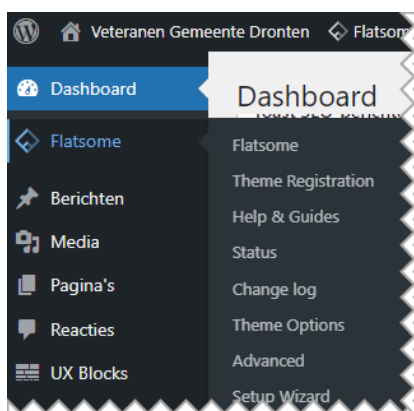 Veteranen Gemeente Dronten Flatsom
Dashboard
Dashboard
Flatsome
Flatsome
Theme Registration
Berichten
Help & Guides
Media
Status
Pagina's
Change log
Reacties
Theme Options
UX Blocks
Advanced
Setup Wizard